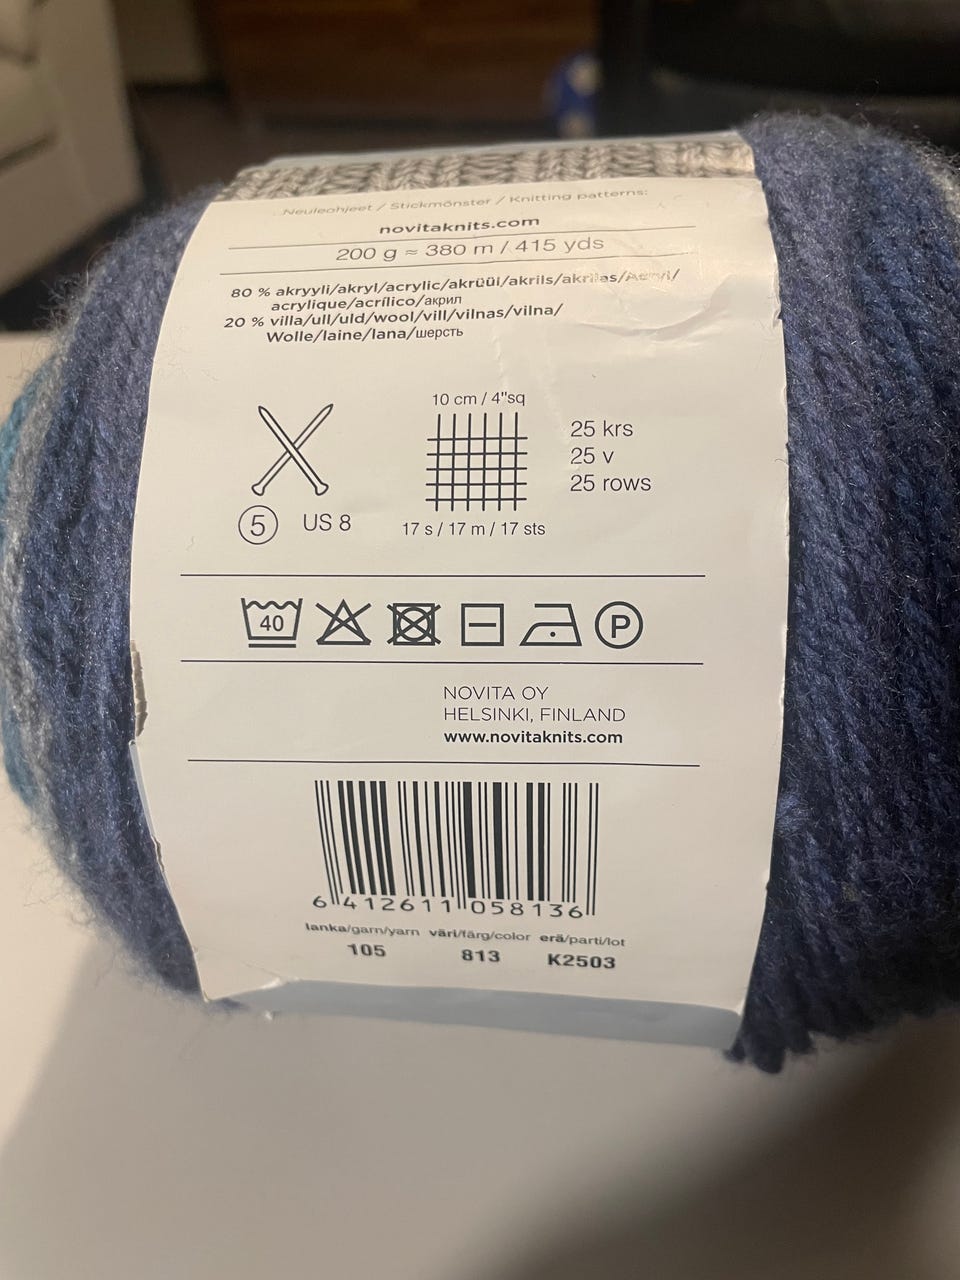 Neuleohjeet / Stickmönster / Knitting patterns:
novitaknits.com
200 g ≈ 380 m / 415 yds
80 % akryyli/akryl/acrylic/akrüül/akrils/akrilas/Acryl/
acrylique/acrílico/акрил
20 % villa/ull/uld/wool/vill/vilnas/vilna/
Wolle/laine/lana/шерсть
10 cm / 4"sq
25 krs
25 v
25 rows
5 US 8
17 s / 17 m / 17 sts
40 P
NOVITA OY
HELSINKI, FINLAND
www.novitaknits.com
6 412611 058136
lanka/garn/yarn väri/färg/color erä/parti/lot
105 813 K2503